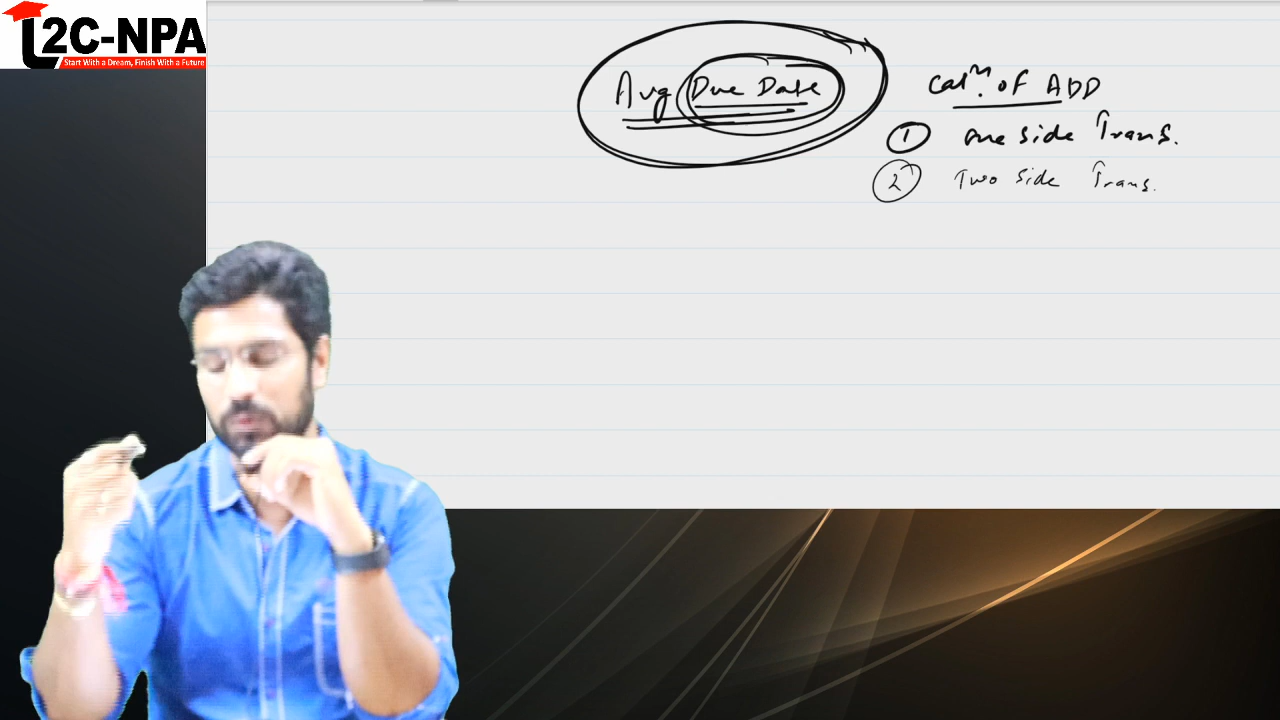 2C-NPA
Start With a Dream, Finish With a Future
Avg Due Date
Calⁿ. of ADD
1 one side Trans.
2 Two side Trans.